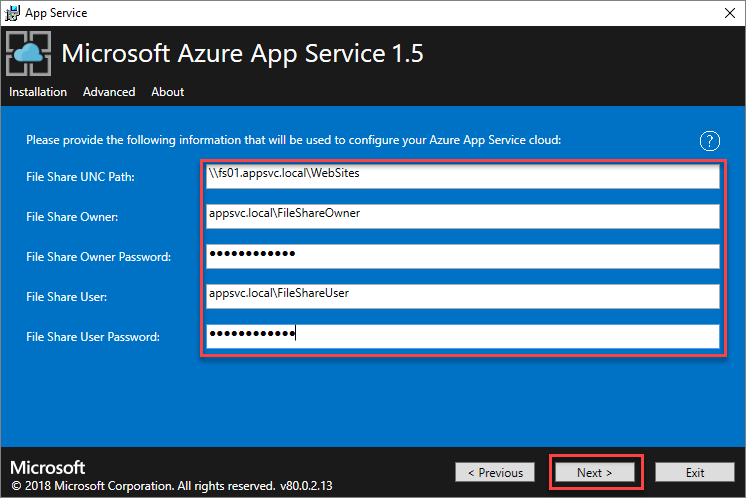 App Service
Microsoft Azure App Service 1.5
Installation Advanced About
Please provide the following information that will be used to configure your Azure App Service cloud:
?
File Share UNC Path: \\fs01.appsvc.local\WebSites
File Share Owner: appsvc.local\FileShareOwner
File Share Owner Password: ••••••••••••
File Share User: appsvc.local\FileShareUser
File Share User Password: ••••••••••••
Microsoft
© 2018 Microsoft Corporation. All rights reserved. v80.0.2.13
< Previous Next > Exit